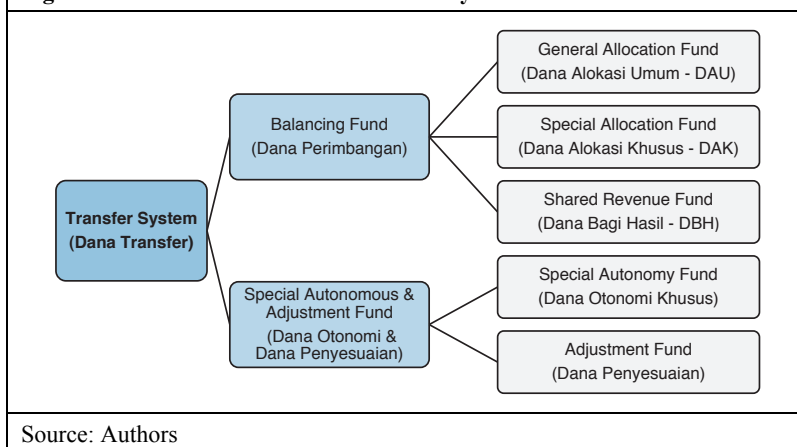 Transfer System
(Dana Transfer)
Balancing Fund
(Dana Perimbangan)
Special Autonomous &
Adjustment Fund
(Dana Otonomi &
Dana Penyesuaian)
General Allocation Fund
(Dana Alokasi Umum - DAU)
Special Allocation Fund
(Dana Alokasi Khusus - DAK)
Shared Revenue Fund
(Dana Bagi Hasil - DBH)
Special Autonomy Fund
(Dana Otonomi Khusus)
Adjustment Fund
(Dana Penyesuaian)
Source: Authors